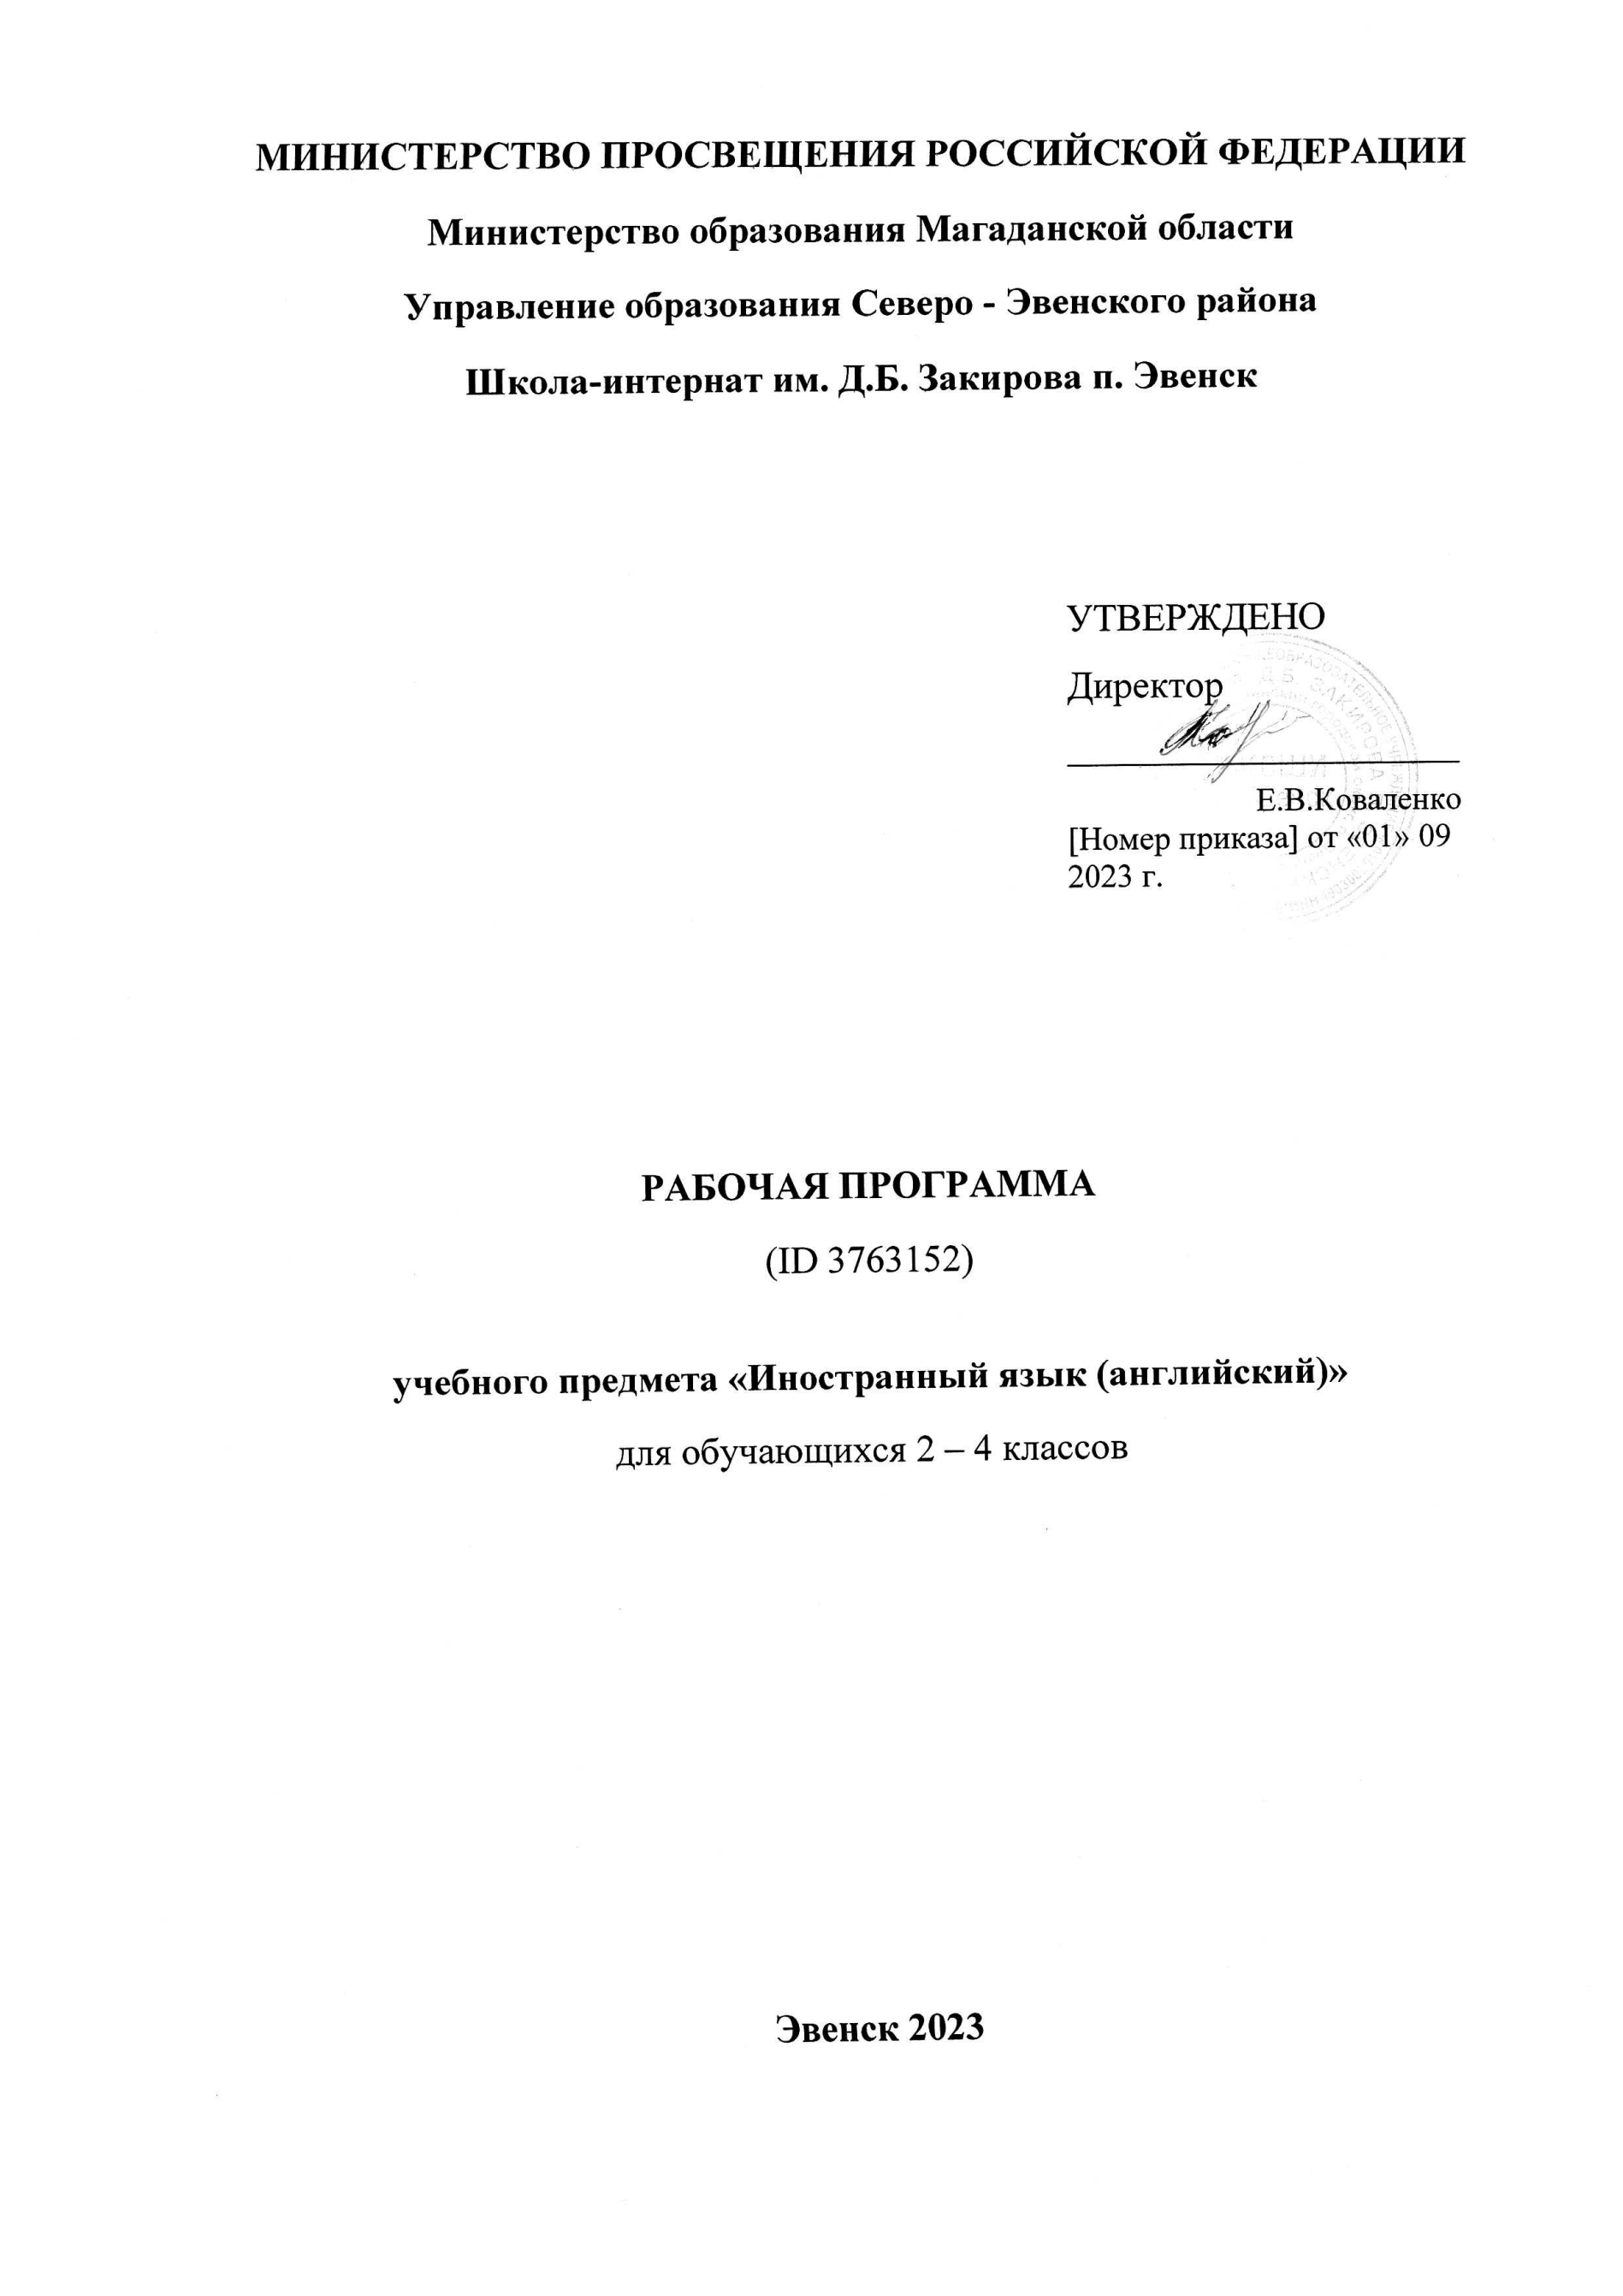 МИНИСТЕРСТВО ПРОСВЕЩЕНИЯ РОССИЙСКОЙ ФЕДЕРАЦИИ
Министерство образования Магаданской области
Управление образования Северо - Эвенского района
Школа-интернат им. Д.Б. Закирова п. Эвенск
УТВЕРЖДЕНО
Директор
Е.В.Коваленко
[Номер приказа] от «01» 09
2023 г.
РАБОЧАЯ ПРОГРАММА
(ID 3763152)
учебного предмета «Иностранный язык (английский)»
для обучающихся 2 – 4 классов
Эвенск 2023